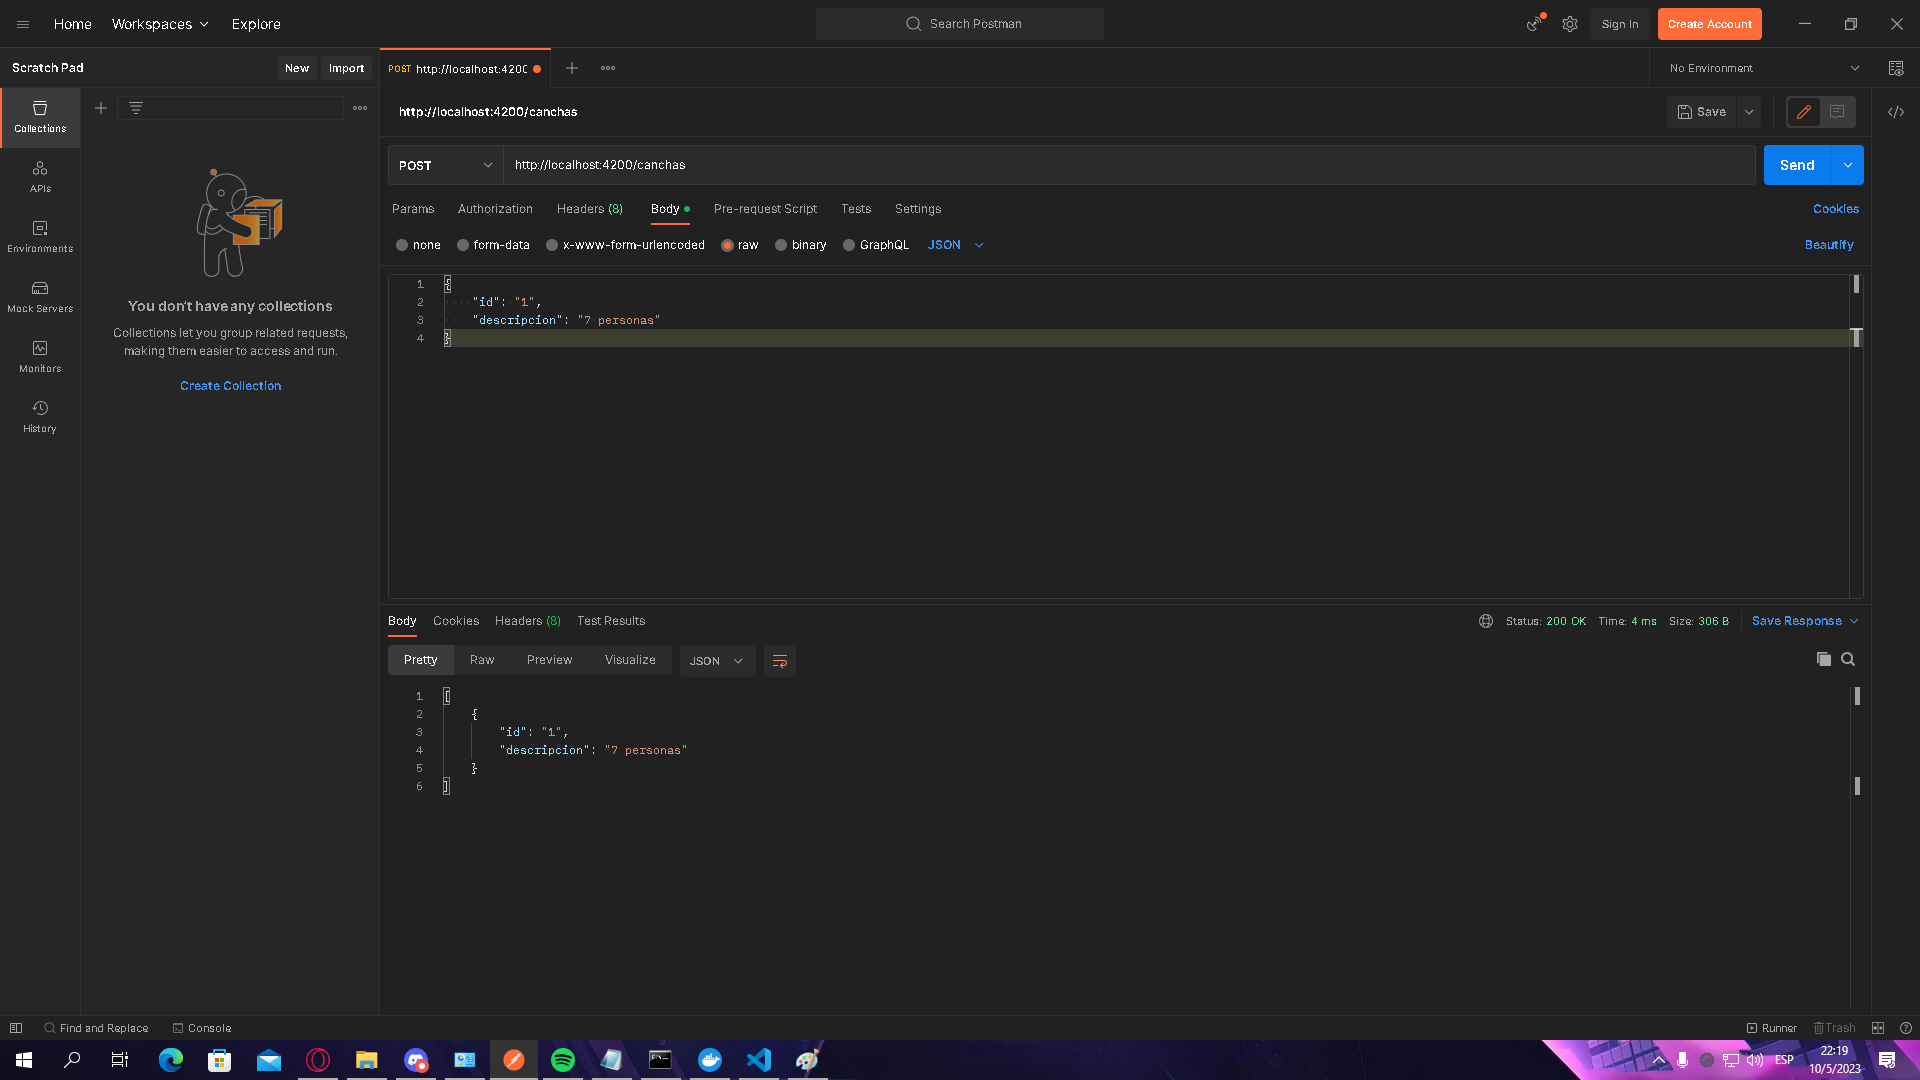 Home Workspaces Explore Search Postman Sign In Create Account
Scratch Pad New Import POST http://localhost:4200 No Environment
http://localhost:4200/canchas Save
Collections
POST http://localhost:4200/canchas Send
APIs
Params Authorization Headers (8) Body Pre-request Script Tests Settings Cookies
none form-data x-www-form-urlencoded raw binary GraphQL JSON Beautify
Environments
1 {
2 "id": "1",
3 "descripcion": "7 personas"
4 }
Mock Servers
You don't have any collections
Collections let you group related requests,
making them easier to access and run.
Monitors
Create Collection
History
Body Cookies Headers (8) Test Results Status: 200 OK Time: 4 ms Size: 306 B Save Response
Pretty Raw Preview Visualize JSON
1 [
2 {
3 "id": "1",
4 "descripcion": "7 personas"
5 }
6 ]
Find and Replace Console Runner Trash
ESP 22:19
10/5/2023